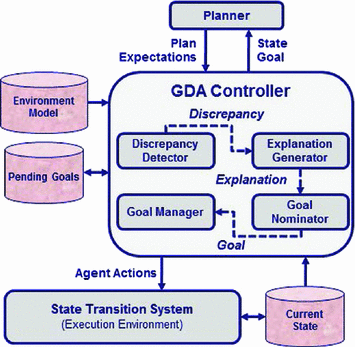 Planner
Plan
Expectations
State
Goal
GDA Controller
Environment
Model
Discrepancy
Discrepancy
Detector
Explanation
Generator
Pending Goals
Explanation
Goal Manager
Goal
Nominator
Goal
Agent Actions
State Transition System
(Execution Environment)
Current
State